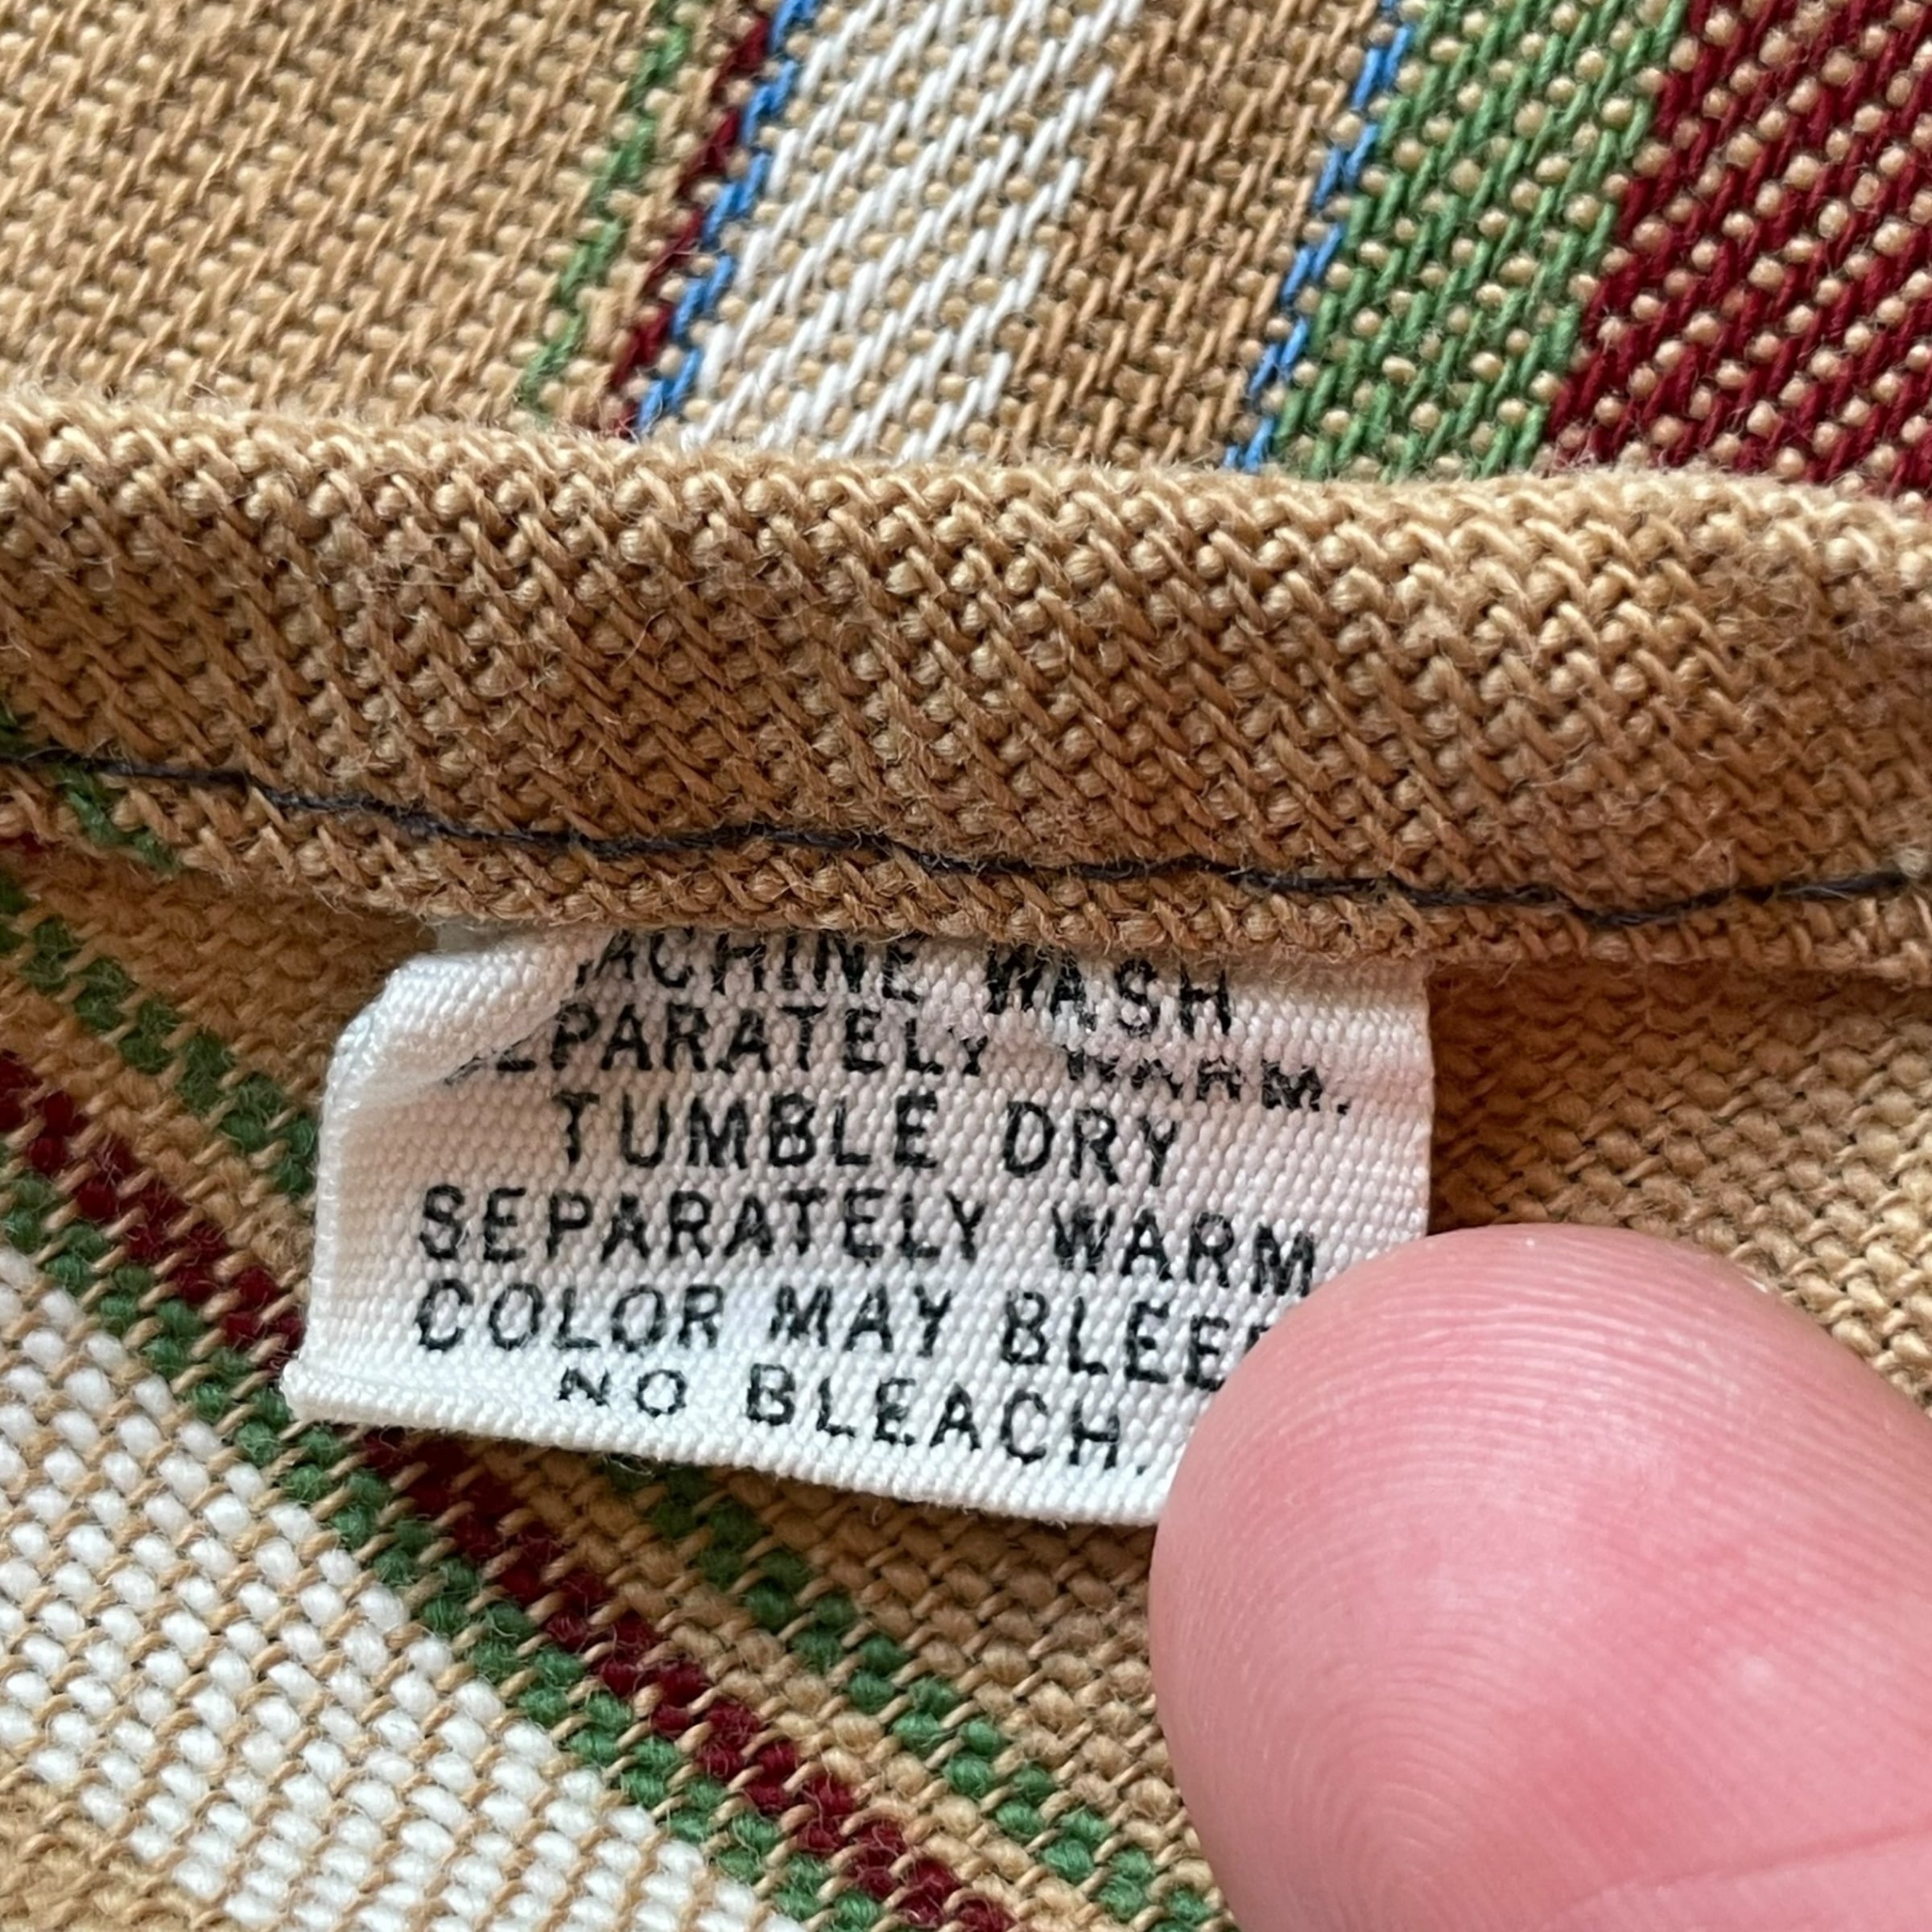 MACHINE WASH
SEPARATELY WARM.
TUMBLE DRY
SEPARATELY WARM
COLOR MAY BLEED
NO BLEACH.